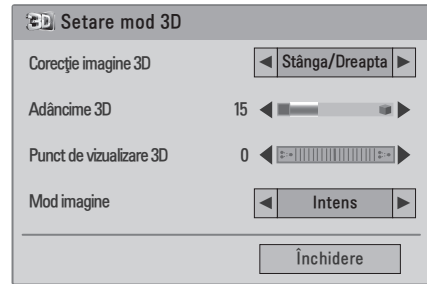 3D Setare mod 3D
Corecţie imagine 3D Stânga/Dreapta
Adâncime 3D 15
Punct de vizualizare 3D 0
Mod imagine Intens
Închidere